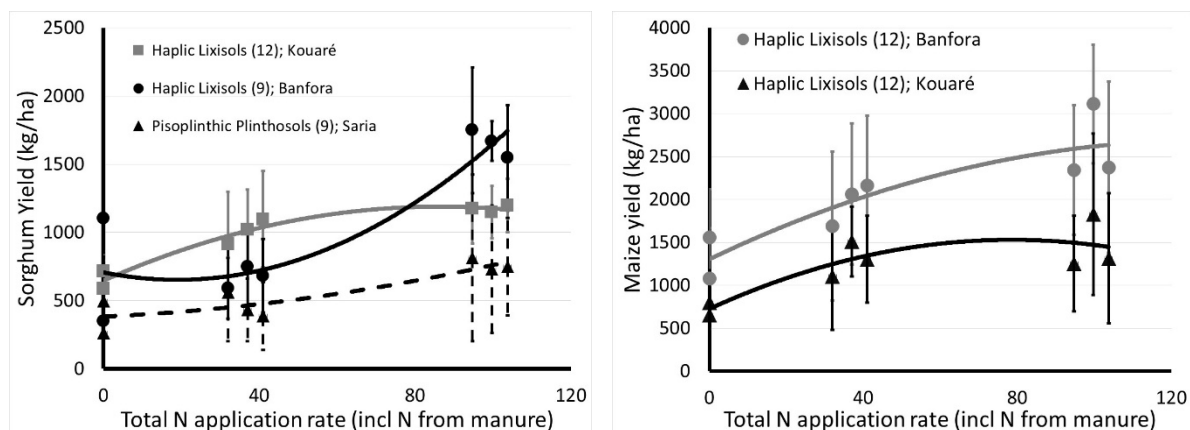 2500
2000
1500
1000
500
0
0
40
80
120
Sorghum Yield (kg/ha)
Haplic Lixisols (12); Kouaré
Haplic Lixisols (9); Banfora
Pisoplinthic Plinthosols (9); Saria
Total N application rate (incl N from manure)
4000
3500
3000
2500
2000
1500
1000
500
0
0
40
80
120
Maize yield (kg/ha)
Haplic Lixisols (12); Banfora
Haplic Lixisols (12); Kouaré
Total N application rate (incl N from manure)